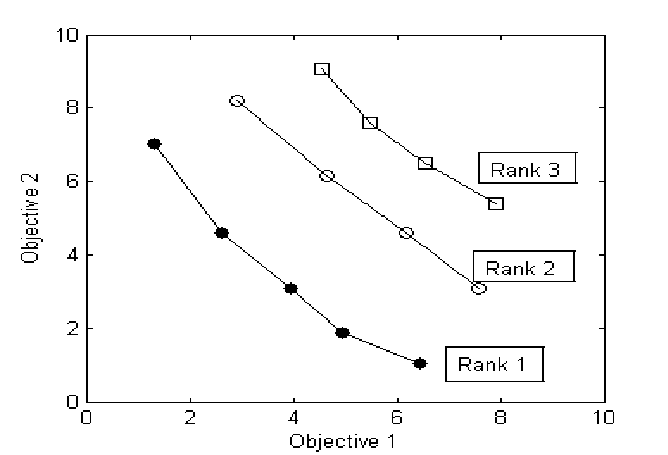 10
8
6
4
2
0
Objective 2
Rank 3
Rank 2
Rank 1
0 2 4 6 8 10
Objective 1